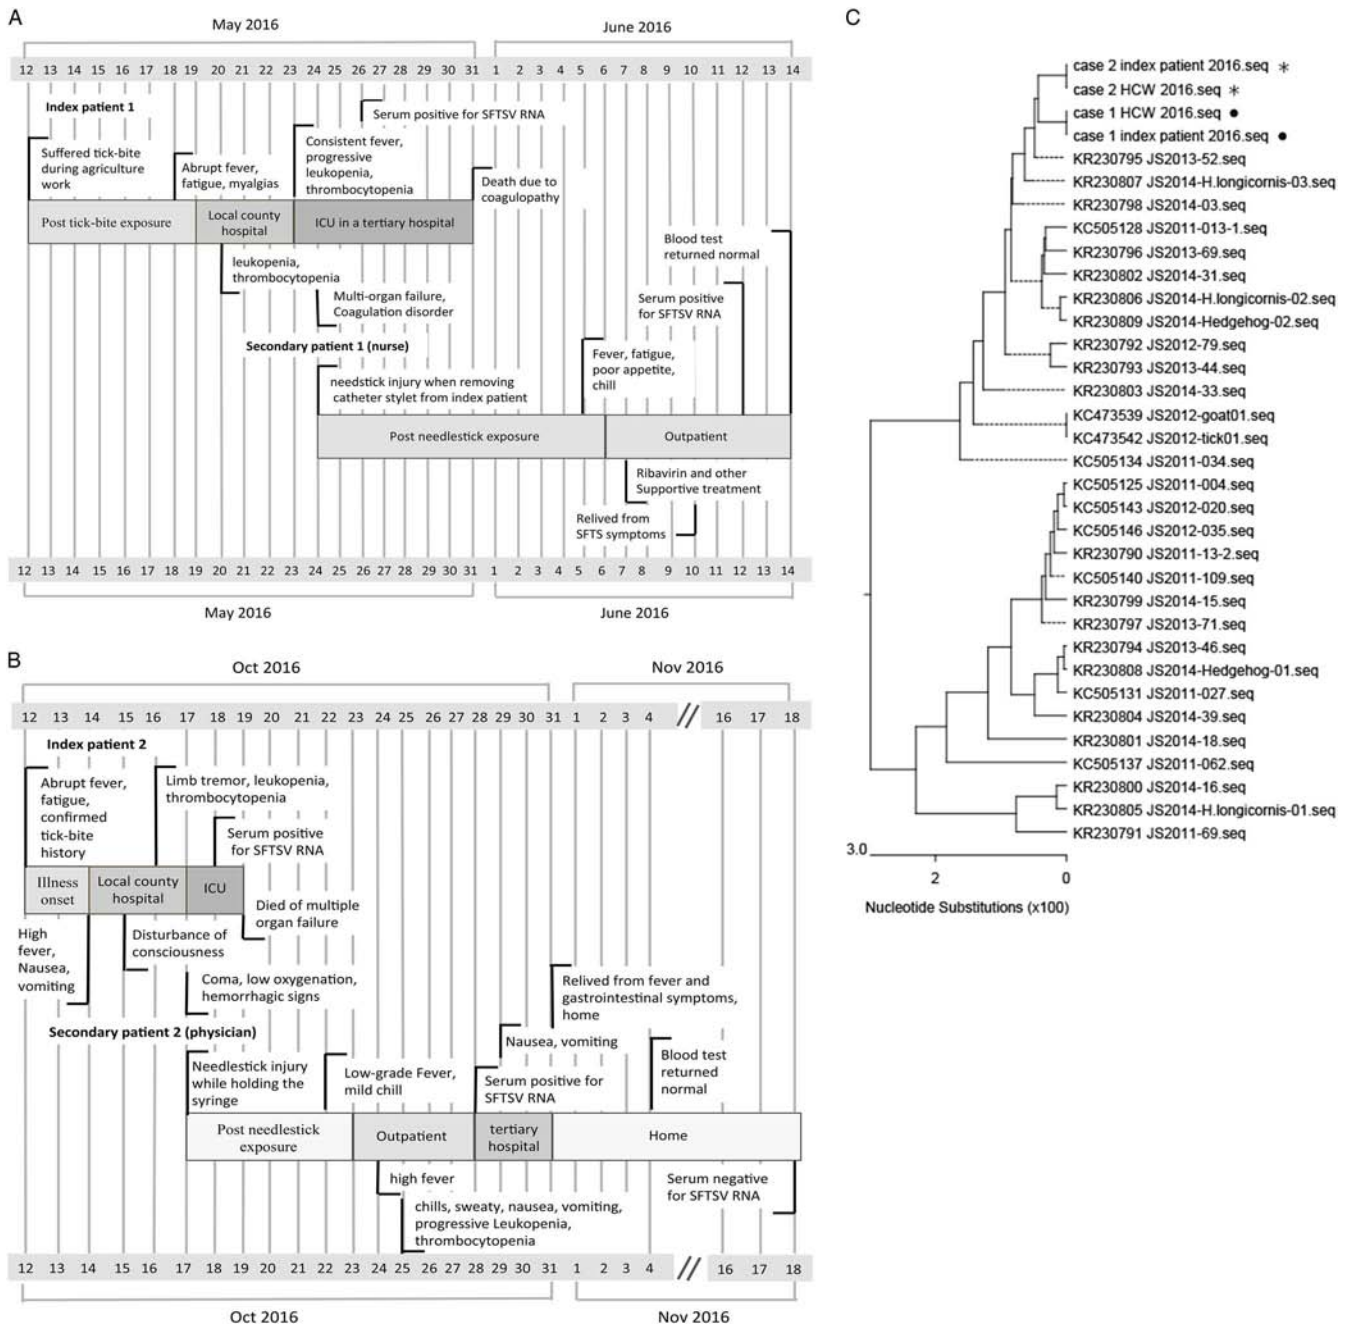 A
May 2016
June 2016
12 13 14 15 16 17 18 19 20 21 22 23 24 25 26 27 28 29 30 31 1 2 3 4 5 6 7 8 9 10 11 12 13 14
Index patient 1
Serum positive for SFTSV RNA
Suffered tick-bite
during agriculture
work
Abrupt fever,
fatigue, myalgias
Consistent fever,
progressive
leukopenia,
thrombocytopenia
Death due to
coagulopathy
Post tick-bite exposure
Local county
hospital
ICU in a tertiary hospital
Blood test
returned normal
leukopenia,
thrombocytopenia
Multi-organ failure,
Coagulation disorder
Serum positive
for SFTSV RNA
Secondary patient 1 (nurse)
Fever, fatigue,
poor appetite,
chill
needstick injury when removing
catheter stylet from index patient
Post needlestick exposure
Outpatient
Ribavirin and other
Supportive treatment
Relived from
SFTS symptoms
12 13 14 15 16 17 18 19 20 21 22 23 24 25 26 27 28 29 30 31 1 2 3 4 5 6 7 8 9 10 11 12 13 14
May 2016
June 2016
B
Oct 2016
Nov 2016
12 13 14 15 16 17 18 19 20 21 22 23 24 25 26 27 28 29 30 31 1 2 3 4 // 16 17 18
Index patient 2
Abrupt fever,
fatigue,
confirmed
tick-bite
history
Limb tremor, leukopenia,
thrombocytopenia
Serum positive
for SFTSV RNA
Illness
onset
Local county
hospital
ICU
Died of multiple
organ failure
High
fever,
Nausea,
vomiting
Disturbance of
consciousness
Coma, low oxygenation,
hemorrhagic signs
Relived from fever and
gastrointestinal symptoms,
home
Secondary patient 2 (physician)
Nausea, vomiting
Needlestick injury
while holding the
syringe
Low-grade Fever,
mild chill
Serum positive for
SFTSV RNA
Blood test
returned
normal
Post needlestick
exposure
Outpatient
tertiary
hospital
Home
high fever
Serum negative
for SFTSV RNA
chills, sweaty, nausea, vomiting,
progressive Leukopenia,
thrombocytopenia
12 13 14 15 16 17 18 19 20 21 22 23 24 25 26 27 28 29 30 31 1 2 3 4 // 16 17 18
Oct 2016
Nov 2016
C
case 2 index patient 2016.seq *
case 2 HCW 2016.seq *
case 1 HCW 2016.seq ●
case 1 index patient 2016.seq ●
KR230795 JS2013-52.seq
KR230807 JS2014-H.longicornis-03.seq
KR230798 JS2014-03.seq
KC505128 JS2011-013-1.seq
KR230796 JS2013-69.seq
KR230802 JS2014-31.seq
KR230806 JS2014-H.longicornis-02.seq
KR230809 JS2014-Hedgehog-02.seq
KR230792 JS2012-79.seq
KR230793 JS2013-44.seq
KR230803 JS2014-33.seq
KC473539 JS2012-goat01.seq
KC473542 JS2012-tick01.seq
KC505134 JS2011-034.seq
KC505125 JS2011-004.seq
KC505143 JS2012-020.seq
KC505146 JS2012-035.seq
KR230790 JS2011-13-2.seq
KC505140 JS2011-109.seq
KR230799 JS2014-15.seq
KR230797 JS2013-71.seq
KR230794 JS2013-46.seq
KR230808 JS2014-Hedgehog-01.seq
KC505131 JS2011-027.seq
KR230804 JS2014-39.seq
KR230801 JS2014-18.seq
KC505137 JS2011-062.seq
KR230800 JS2014-16.seq
KR230805 JS2014-H.longicornis-01.seq
KR230791 JS2011-69.seq
3.0
2 0
Nucleotide Substitutions (x100)